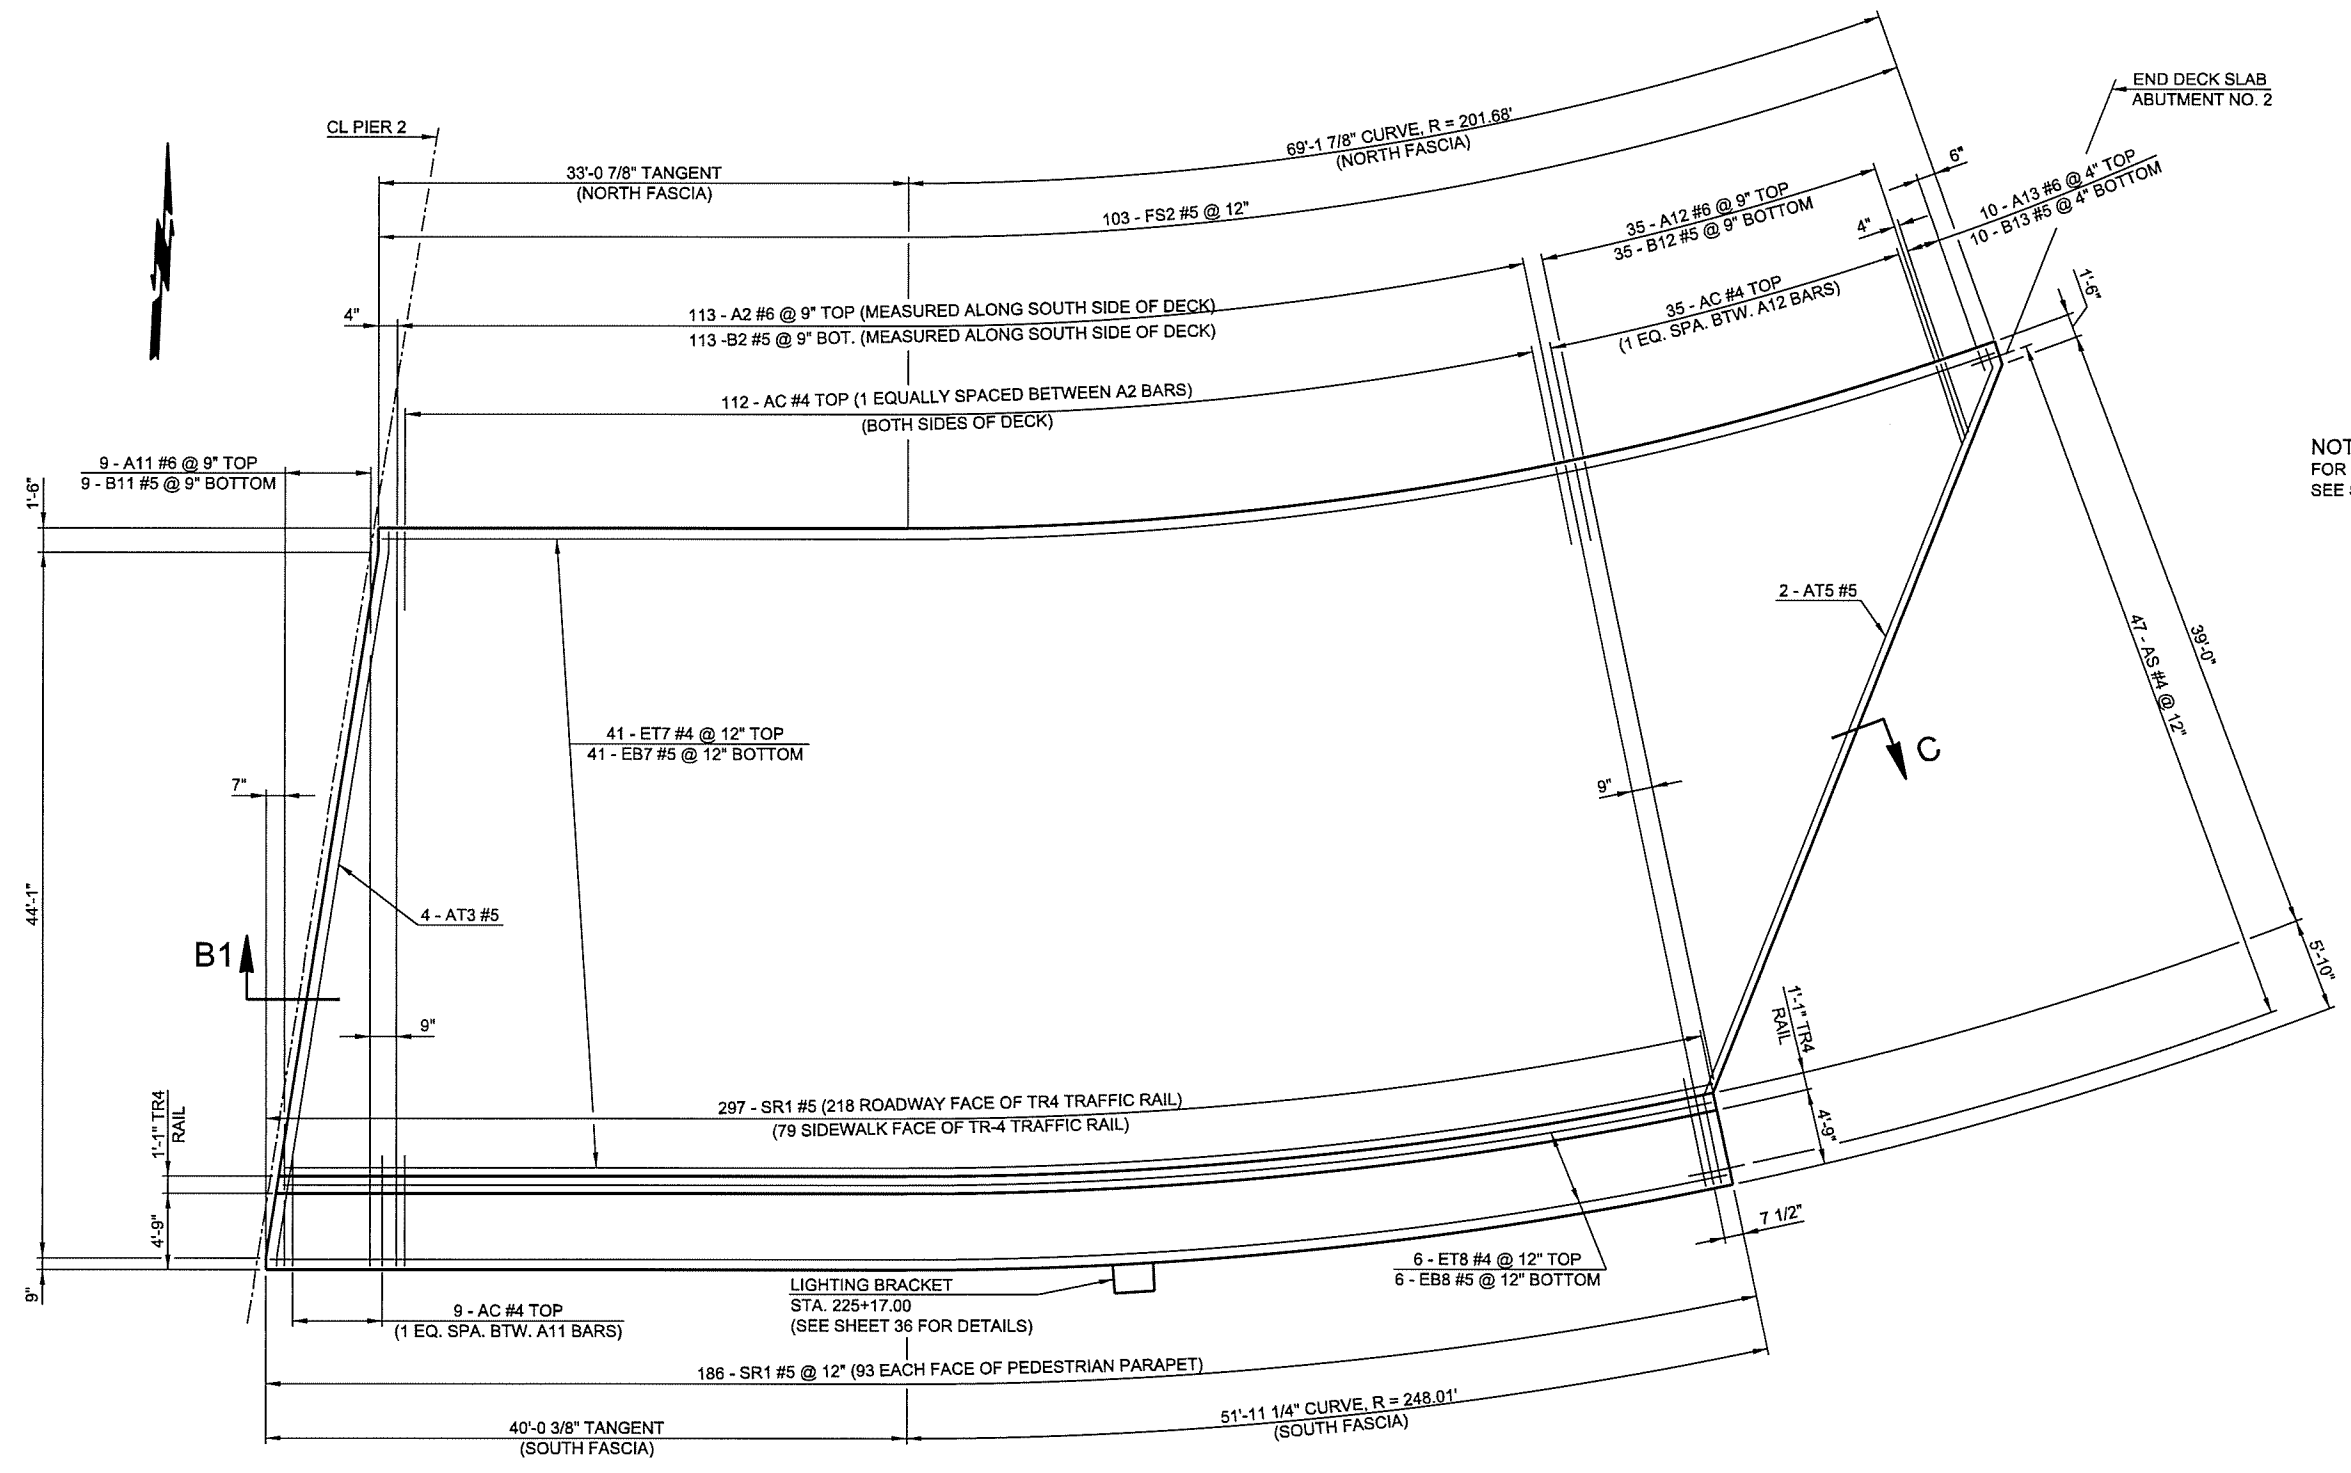 END DECK SLAB
ABUTMENT NO. 2
CL PIER 2
69'-1 7/8" CURVE, R = 201.68'
(NORTH FASCIA)
33'-0 7/8" TANGENT
(NORTH FASCIA)
6"
103 - FS2 #5 @ 12"
10 - A13 #6 @ 4" TOP
10 - B13 #5 @ 4" BOTTOM
35 - A12 #6 @ 9" TOP
35 - B12 #5 @ 9" BOTTOM
4"
1'-6"
4"
113 - A2 #6 @ 9" TOP (MEASURED ALONG SOUTH SIDE OF DECK)
113 -B2 #5 @ 9" BOT. (MEASURED ALONG SOUTH SIDE OF DECK)
35 - AC #4 TOP
(1 EQ. SPA. BTW. A12 BARS)
112 - AC #4 TOP (1 EQUALLY SPACED BETWEEN A2 BARS)
(BOTH SIDES OF DECK)
NOT
FOR
SEE
9 - A11 #6 @ 9" TOP
9 - B11 #5 @ 9" BOTTOM
1'-6"
2 - AT5 #5
47 - AS #4 @ 12"
39'-0"
41 - ET7 #4 @ 12" TOP
41 - EB7 #5 @ 12" BOTTOM
C
7"
9"
44'-1"
4 - AT3 #5
B1
5'-10"
9"
1'-1" TR4
RAIL
1'-1" TR4
RAIL
297 - SR1 #5 (218 ROADWAY FACE OF TR4 TRAFFIC RAIL)
(79 SIDEWALK FACE OF TR-4 TRAFFIC RAIL)
4'-9"
4'-9"
7 1/2"
9"
6 - ET8 #4 @ 12" TOP
6 - EB8 #5 @ 12" BOTTOM
LIGHTING BRACKET
STA. 225+17.00
(SEE SHEET 36 FOR DETAILS)
9 - AC #4 TOP
(1 EQ. SPA. BTW. A11 BARS)
186 - SR1 #5 @ 12" (93 EACH FACE OF PEDESTRIAN PARAPET)
51'-11 1/4" CURVE, R = 248.01'
(SOUTH FASCIA)
40'-0 3/8" TANGENT
(SOUTH FASCIA)